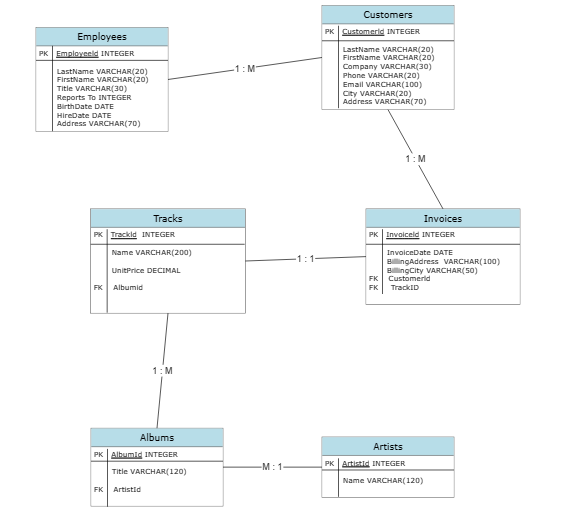 Employees
PK EmployeeId INTEGER
LastName VARCHAR(20)
FirstName VARCHAR(20)
Title VARCHAR(30)
Reports To INTEGER
BirthDate DATE
HireDate DATE
Address VARCHAR(70)
1 : M
Customers
PK CustomerId INTEGER
LastName VARCHAR(20)
FirstName VARCHAR(20)
Company VARCHAR(30)
Phone VARCHAR(20)
Email VARCHAR(100)
City VARCHAR(20)
Address VARCHAR(70)
1 : M
Tracks
PK TrackId INTEGER
Name VARCHAR(200)
UnitPrice DECIMAL
FK Albumid
1 : 1
Invoices
PK InvoiceId INTEGER
InvoiceDate DATE
BillingAddress VARCHAR(100)
BillingCity VARCHAR(50)
FK CustomerId
FK TrackID
1 : M
Albums
PK AlbumId INTEGER
Title VARCHAR(120)
FK ArtistId
M : 1
Artists
PK ArtistId INTEGER
Name VARCHAR(120)